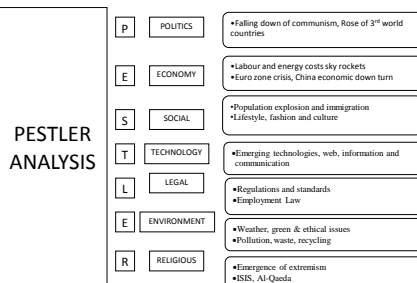 PESTLER
ANALYSIS
P POLITICS
•Falling down of communism, Rose of 3rd world
countries
E ECONOMY
•Labour and energy costs sky rockets
•Euro zone crisis, China economic down turn
S SOCIAL
•Population explosion and immigration
•Lifestyle, fashion and culture
T TECHNOLOGY
•Emerging technologies, web, information and
communication
L LEGAL
•Regulations and standards
•Employment Law
E ENVIRONMENT
•Weather, green & ethical issues
•Pollution, waste, recycling
R RELIGIOUS
•Emergence of extremism
•ISIS, Al-Qaeda